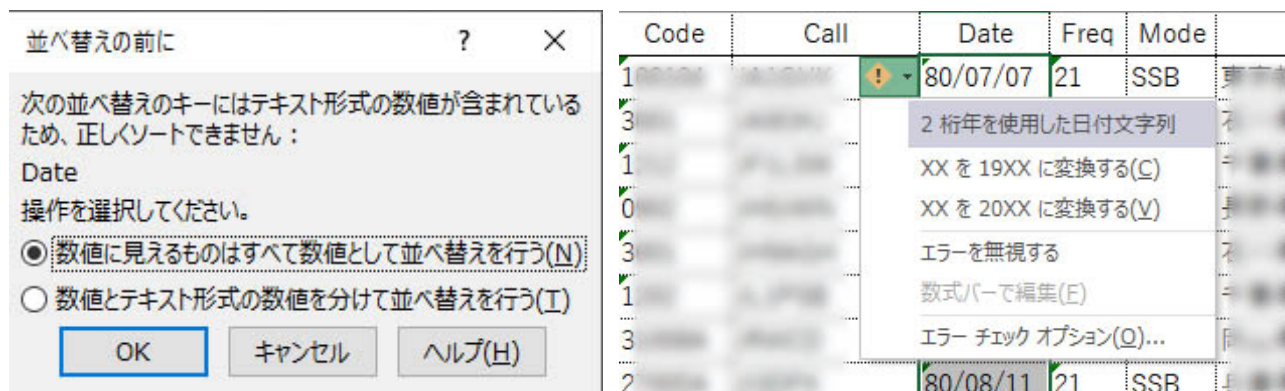 並べ替えの前に
?
×
次の並べ替えのキーにはテキスト形式の数値が含まれている
ため、正しくソートできません：
Date
操作を選択してください。
数値に見えるものはすべて数値として並べ替えを行う(N)
数値とテキスト形式の数値を分けて並べ替えを行う(T)
OK キャンセル ヘルプ(H)
Code Call Date Freq Mode
1 80/07/07 21 SSB
3
1
0
3
1
3
2 80/08/11 21 SSB
2 桁年を使用した日付文字列
XX を 19XX に変換する(C)
XX を 20XX に変換する(V)
エラーを無視する
数式バーで編集(F)
エラー チェック オプション(O)...